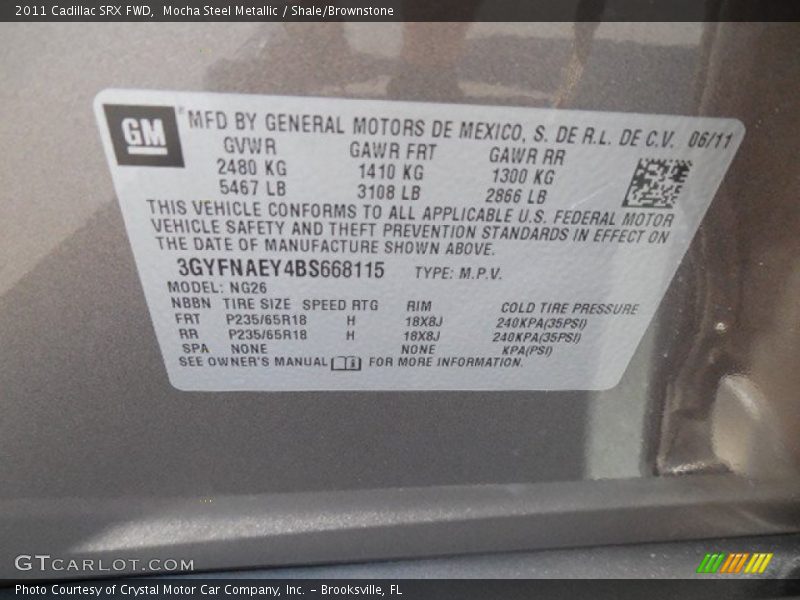 2011 Cadillac SRX FWD,  Mocha Steel Metallic / Shale/Brownstone
GM
MFD BY GENERAL MOTORS DE MEXICO, S. DE R.L. DE C.V. 06/11
GVWR GAWR FRT GAWR RR
2480 KG 1410 KG 1300 KG
5467 LB 3108 LB 2866 LB
THIS VEHICLE CONFORMS TO ALL APPLICABLE U.S. FEDERAL MOTOR
VEHICLE SAFETY AND THEFT PREVENTION STANDARDS IN EFFECT ON
THE DATE OF MANUFACTURE SHOWN ABOVE.
3GYFNAEY4BS668115 TYPE: M.P.V.
MODEL: NG26
NBBN TIRE SIZE SPEED RTG RIM COLD TIRE PRESSURE
FRT P235/65R18 H 18X8J 240KPA(35PSI)
RR P235/65R18 H 18X8J 240KPA(35PSI)
SPA NONE NONE KPA(PSI)
SEE OWNER'S MANUAL FOR MORE INFORMATION.
GTCARLOT.COM
Photo Courtesy of Crystal Motor Car Company, Inc. – Brooksville, FL